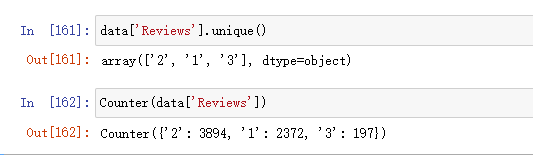 In [161]: data['Reviews'].unique()
Out[161]: array(['2', '1', '3'], dtype=object)
In [162]: Counter(data['Reviews'])
Out[162]: Counter({'2': 3894, '1': 2372, '3': 197})